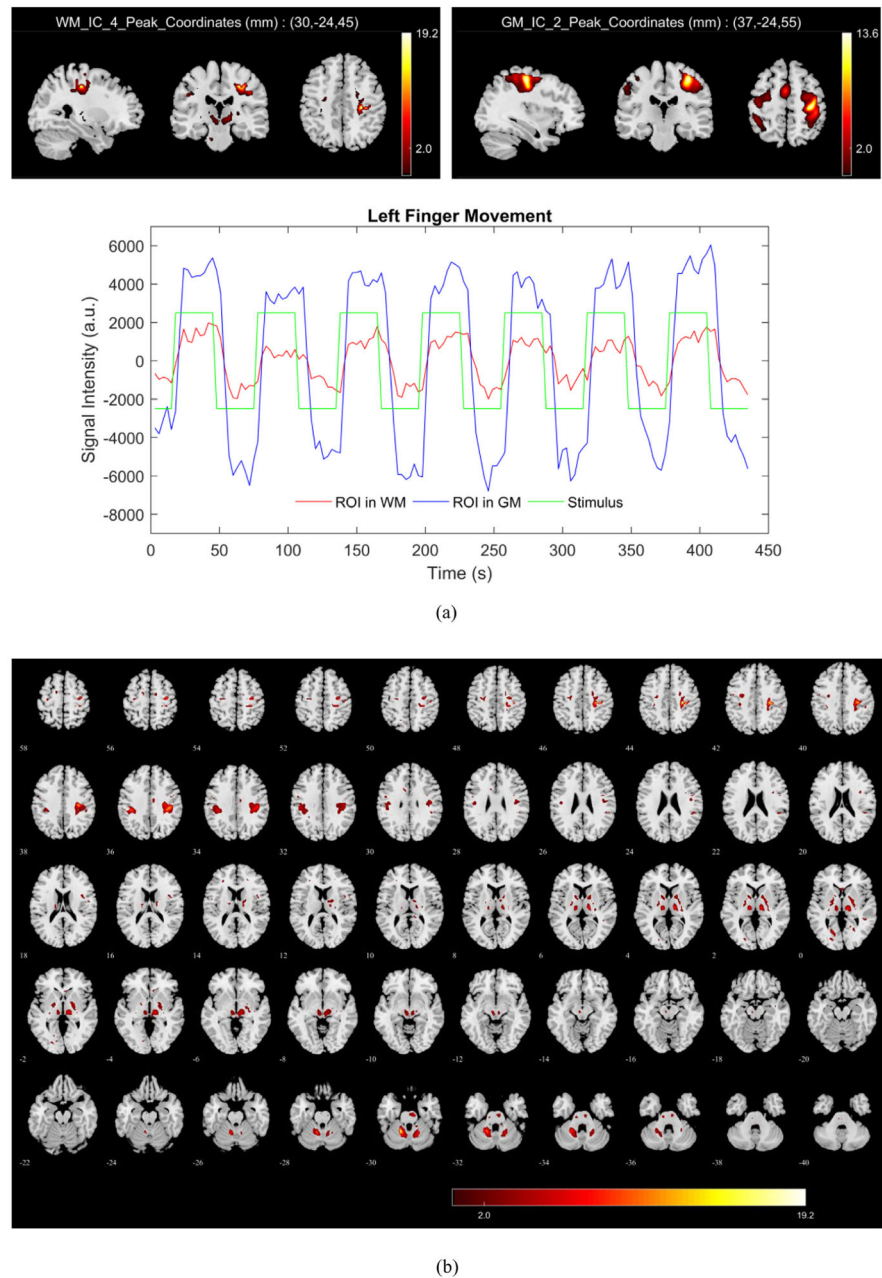 WM_IC_4_Peak_Coordinates (mm) : (30,-24,45)
19.2
2.0
GM_IC_2_Peak_Coordinates (mm) : (37,-24,55)
13.6
2.0
Left Finger Movement
Signal Intensity (a.u.)
6000
4000
2000
0
-2000
-4000
-6000
-8000
ROI in WM ROI in GM Stimulus
0 50 100 150 200 250 300 350 400 450
Time (s)
(a)
58 56 54 52 50 48 46 44 42 40
38 36 34 32 30 28 26 24 22 20
18 16 14 12 10 8 6 4 2 0
-2 -4 -6 -8 -10 -12 -14 -16 -18 -20
-22 -24 -26 -28 -30 -32 -34 -36 -38 -40
2.0 19.2
(b)